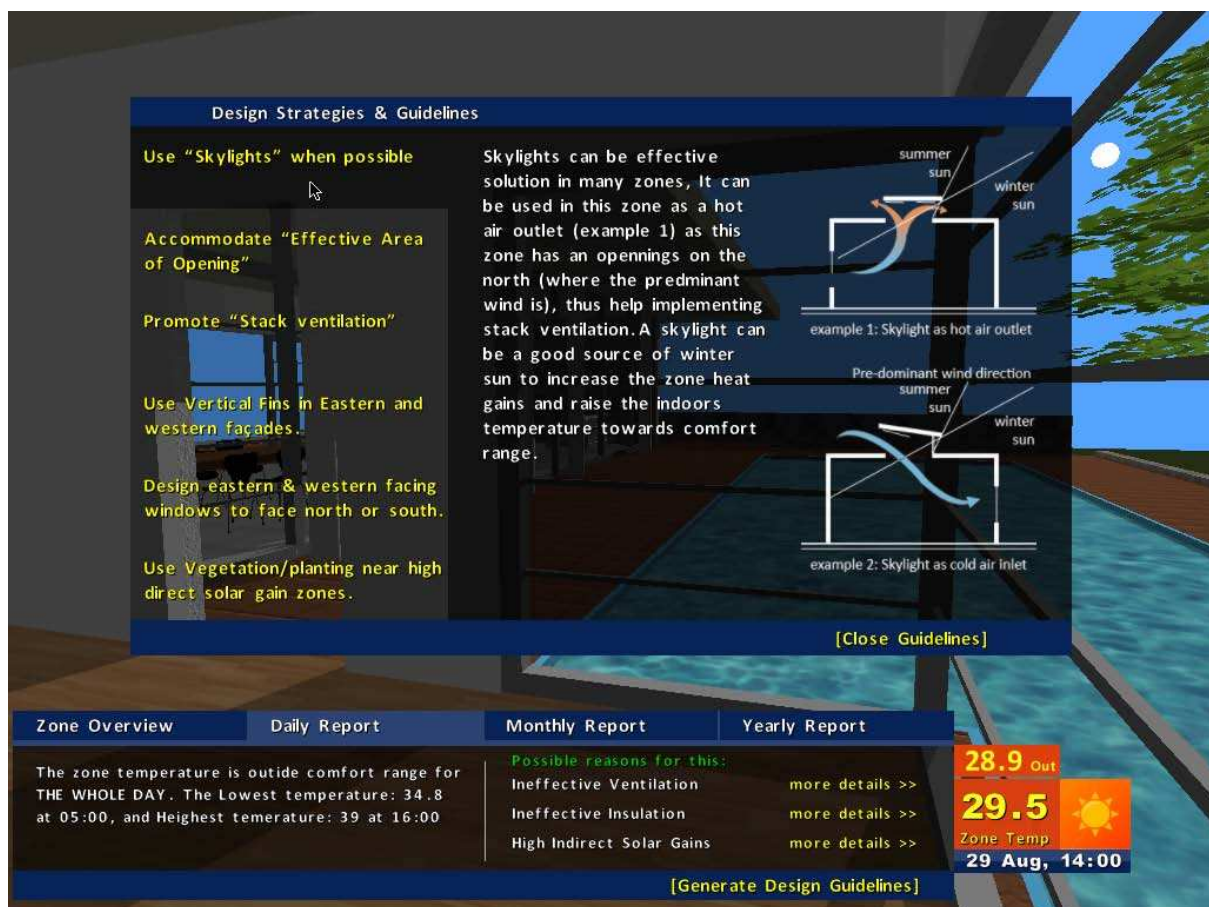 Design Strategies & Guidelines
Use "Skylights" when possible
Accommodate "Effective Area
of Opening"
Promote "Stack ventilation"
Use Vertical Fins in Eastern and
western façades.
Design eastern & western facing
windows to face north or south.
Use Vegetation/planting near high
direct solar gain zones.
Skylights can be effective
solution in many zones, It can
be used in this zone as a hot
air outlet (example 1) as this
zone has an opennings on the
north (where the predminant
wind is), thus help implementing
stack ventilation. A skylight can
be a good source of winter
sun to increase the zone heat
gains and raise the indoors
temperature towards comfort
range.
summer
sun
winter
sun
example 1: Skylight as hot air outlet
Pre-dominant wind direction
summer
sun
winter
sun
example 2: Skylight as cold air inlet
[Close Guidelines]
Zone Overview
Daily Report
Monthly Report
Yearly Report
The zone temperature is outide comfort range for
THE WHOLE DAY. The Lowest temperature: 34.8
at 05:00, and Heighest temerature: 39 at 16:00
Possible reasons for this:
Ineffective Ventilation more details >>
Ineffective Insulation more details >>
High Indirect Solar Gains more details >>
[Generate Design Guidelines]
28.9 Out
29.5
Zone Temp
29 Aug, 14:00